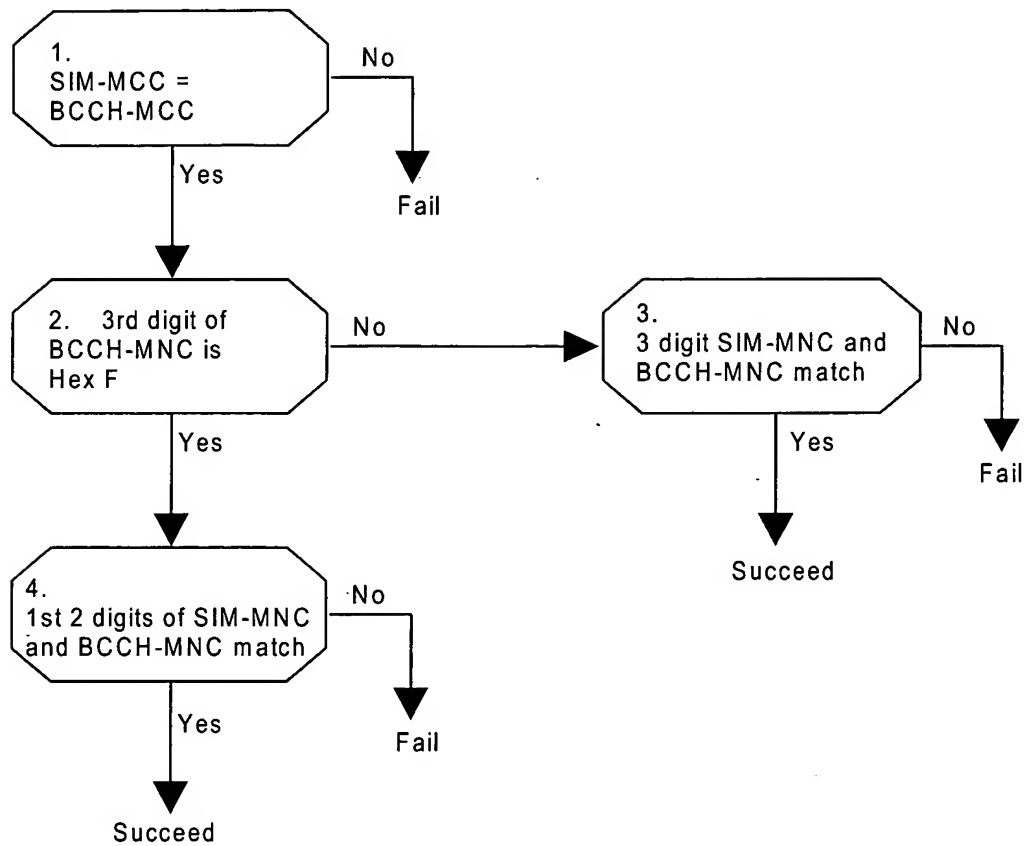 1.
SIM-MCC =
BCCH-MCC
No
Fail
Yes
2. 3rd digit of
BCCH-MNC is
Hex F
No
3.
3 digit SIM-MNC and
BCCH-MNC match
No
Fail
Yes
Succeed
Yes
4.
1st 2 digits of SIM-MNC
and BCCH-MNC match
No
Fail
Yes
Succeed